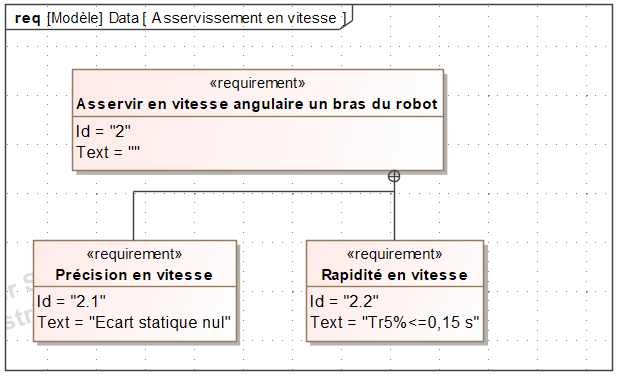 req [Modèle] Data [ Asservissement en vitesse ]
«requirement»
Asservir en vitesse angulaire un bras du robot
Id = "2"
Text = ""
«requirement»
Précision en vitesse
Id = "2.1"
Text = "Ecart statique nul"
«requirement»
Rapidité en vitesse
Id = "2.2"
Text = "Tr5%<=0,15 s"